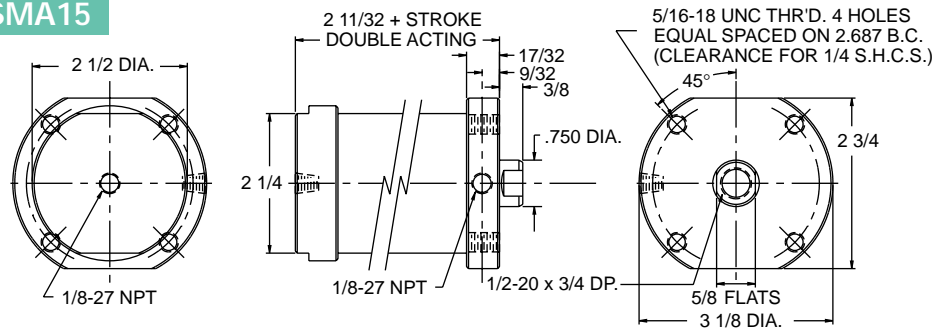 SMA15
2 1/2 DIA.
1/8-27 NPT
2 11/32 + STROKE
DOUBLE ACTING
17/32
9/32
3/8
.750 DIA.
2 1/4
1/8-27 NPT
1/2-20 x 3/4 DP.
5/16-18 UNC THR'D. 4 HOLES
EQUAL SPACED ON 2.687 B.C.
(CLEARANCE FOR 1/4 S.H.C.S.)
45°
2 3/4
5/8 FLATS
3 1/8 DIA.